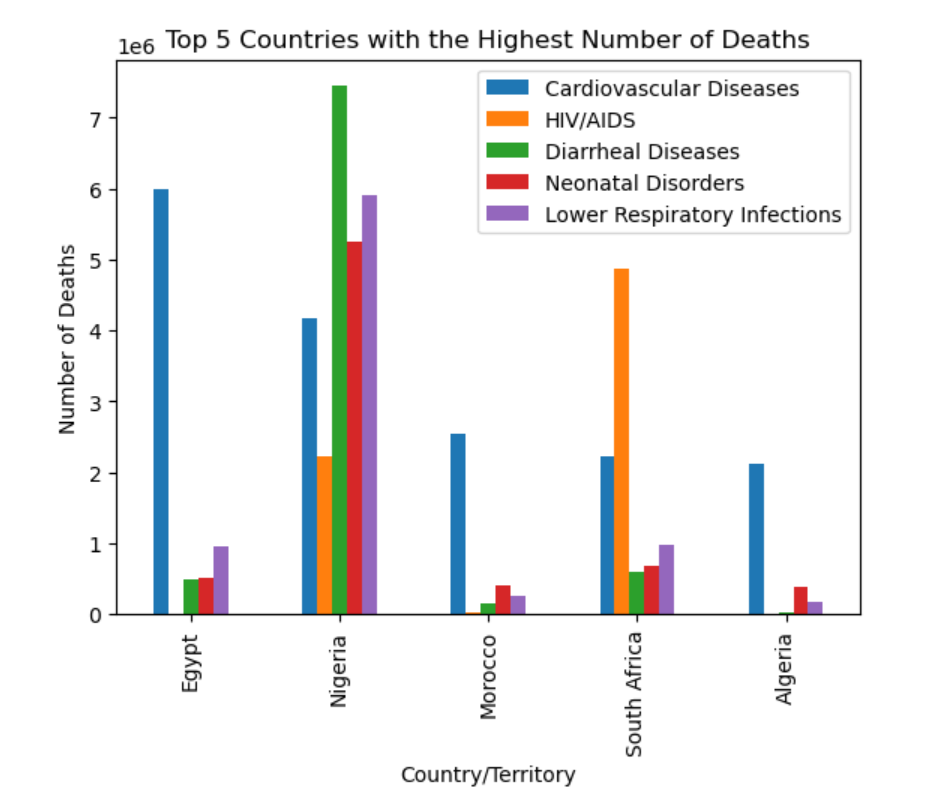 1e6 Top 5 Countries with the Highest Number of Deaths
Cardiovascular Diseases
HIV/AIDS
Diarrheal Diseases
Neonatal Disorders
Lower Respiratory Infections
Number of Deaths
7
6
5
4
3
2
1
0
Egypt
Nigeria
Morocco
South Africa
Algeria
Country/Territory